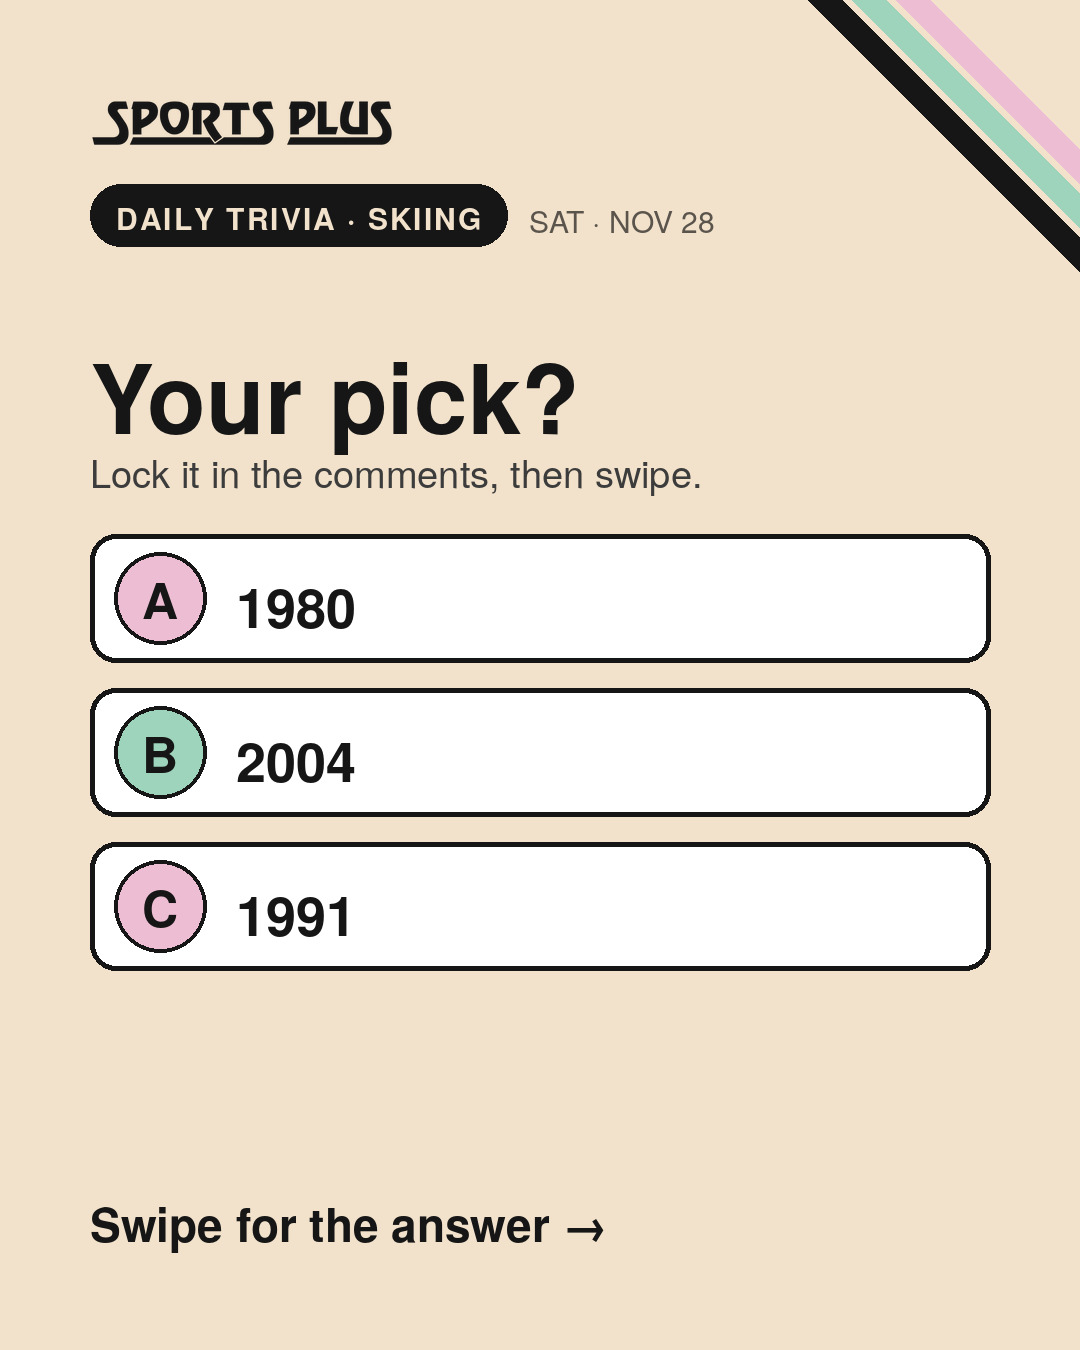 SPORTS PLUS
DAILY TRIVIA · SKIING
SAT · NOV 28
Your pick?
Lock it in the comments, then swipe.
A 1980
B 2004
C 1991
Swipe for the answer →